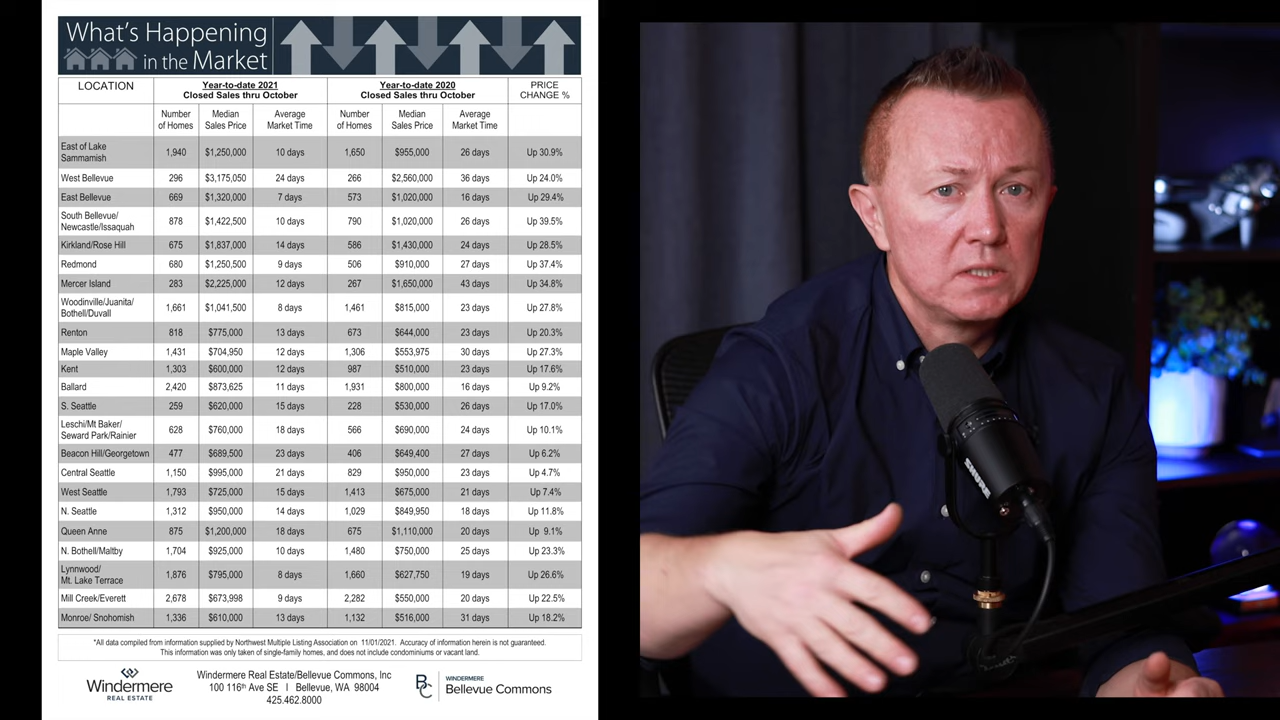 What's Happening
in the Market
LOCATION
Year-to-date 2021
Closed Sales thru October
Year-to-date 2020
Closed Sales thru October
PRICE
CHANGE %
Number
of Homes
Median
Sales Price
Average
Market Time
Number
of Homes
Median
Sales Price
Average
Market Time
East of Lake
Sammamish
1,940 $1,250,000 10 days 1,650 $955,000 26 days Up 30.9%
West Bellevue 296 $3,175,050 24 days 266 $2,560,000 36 days Up 24.0%
East Bellevue 669 $1,320,000 7 days 573 $1,020,000 16 days Up 29.4%
South Bellevue/
Newcastle/Issaquah
878 $1,422,500 10 days 790 $1,020,000 26 days Up 39.5%
Kirkland/Rose Hill 675 $1,837,000 14 days 586 $1,430,000 24 days Up 28.5%
Redmond 680 $1,250,500 9 days 506 $910,000 27 days Up 37.4%
Mercer Island 283 $2,225,000 12 days 267 $1,650,000 43 days Up 34.8%
Woodinville/Juanita/
Bothell/Duvall
1,661 $1,041,500 8 days 1,461 $815,000 23 days Up 27.8%
Renton 818 $775,000 13 days 673 $644,000 23 days Up 20.3%
Maple Valley 1,431 $704,950 12 days 1,306 $553,975 30 days Up 27.3%
Kent 1,303 $600,000 12 days 987 $510,000 23 days Up 17.6%
Ballard 2,420 $873,625 11 days 1,931 $800,000 16 days Up 9.2%
S. Seattle 259 $620,000 15 days 228 $530,000 26 days Up 17.0%
Leschi/Mt Baker/
Seward Park/Rainier
628 $760,000 18 days 566 $690,000 24 days Up 10.1%
Beacon Hill/Georgetown 477 $689,500 23 days 406 $649,400 27 days Up 6.2%
Central Seattle 1,150 $995,000 21 days 829 $950,000 23 days Up 4.7%
West Seattle 1,793 $725,000 15 days 1,413 $675,000 21 days Up 7.4%
N. Seattle 1,312 $950,000 14 days 1,029 $849,950 18 days Up 11.8%
Queen Anne 875 $1,200,000 18 days 675 $1,110,000 20 days Up 9.1%
N. Bothell/Maltby 1,704 $925,000 10 days 1,480 $750,000 25 days Up 23.3%
Lynnwood/
Mt. Lake Terrace
1,876 $795,000 8 days 1,660 $627,750 19 days Up 26.6%
Mill Creek/Everett 2,678 $673,998 9 days 2,282 $550,000 20 days Up 22.5%
Monroe/ Snohomish 1,336 $610,000 13 days 1,132 $516,000 31 days Up 18.2%
*All data compiled from information supplied by Northwest Multiple Listing Association on 11/01/2021. Accuracy of information herein is not guaranteed.
This information was only taken of single-family homes, and does not include condominiums or vacant land.
Windermere
REAL ESTATE
Windermere Real Estate/Bellevue Commons, Inc
100 116th Ave SE I Bellevue, WA 98004
425.462.8000
BC
WINDERMERE
Bellevue Commons
SHURE